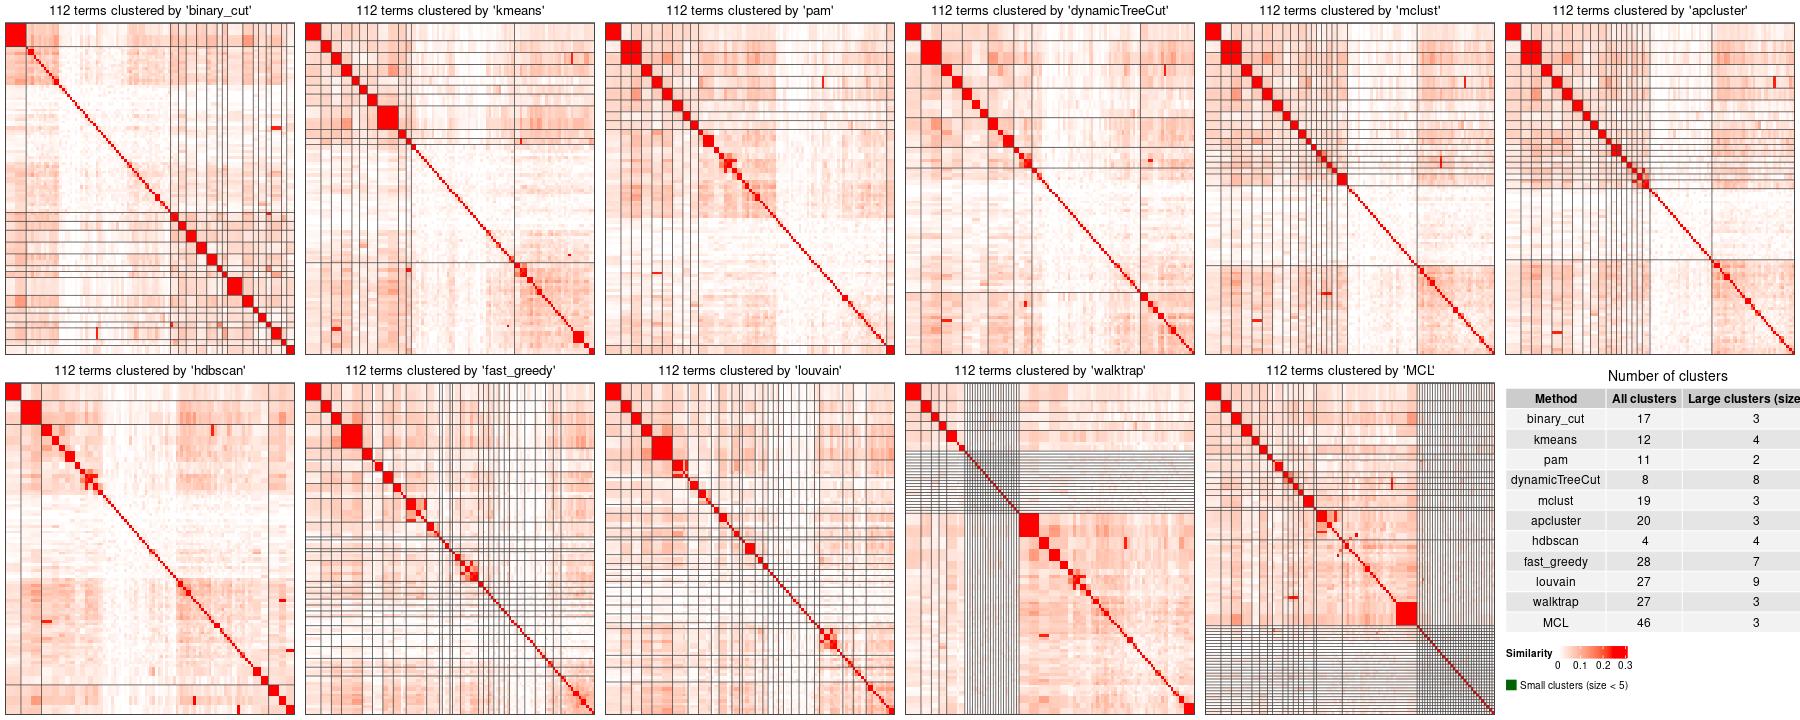 112 terms clustered by 'binary_cut'
112 terms clustered by 'kmeans'
112 terms clustered by 'pam'
112 terms clustered by 'dynamicTreeCut'
112 terms clustered by 'mclust'
112 terms clustered by 'apcluster'
112 terms clustered by 'hdbscan'
112 terms clustered by 'fast_greedy'
112 terms clustered by 'louvain'
112 terms clustered by 'walktrap'
112 terms clustered by 'MCL'
Number of clusters
Method All clusters Large clusters (size
binary_cut 17 3
kmeans 12 4
pam 11 2
dynamicTreeCut 8 8
mclust 19 3
apcluster 20 3
hdbscan 4 4
fast_greedy 28 7
louvain 27 9
walktrap 27 3
MCL 46 3
Similarity
0 0.1 0.2 0.3
Small clusters (size < 5)